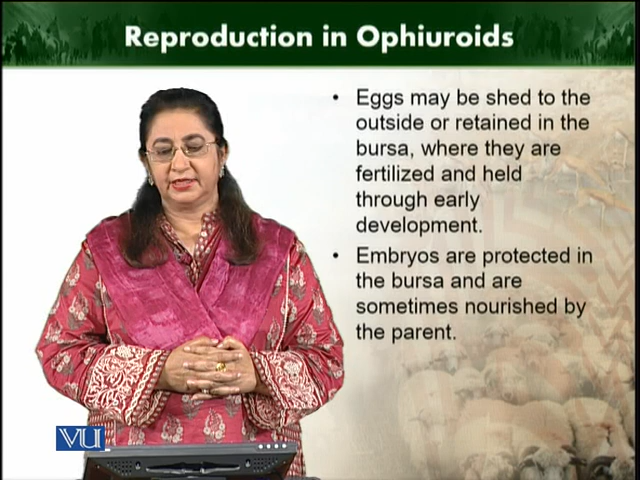 Reproduction in Ophiuroids
• Eggs may be shed to the
outside or retained in the
bursa, where they are
fertilized and held
through early
development.
• Embryos are protected in
the bursa and are
sometimes nourished by
the parent.
VU